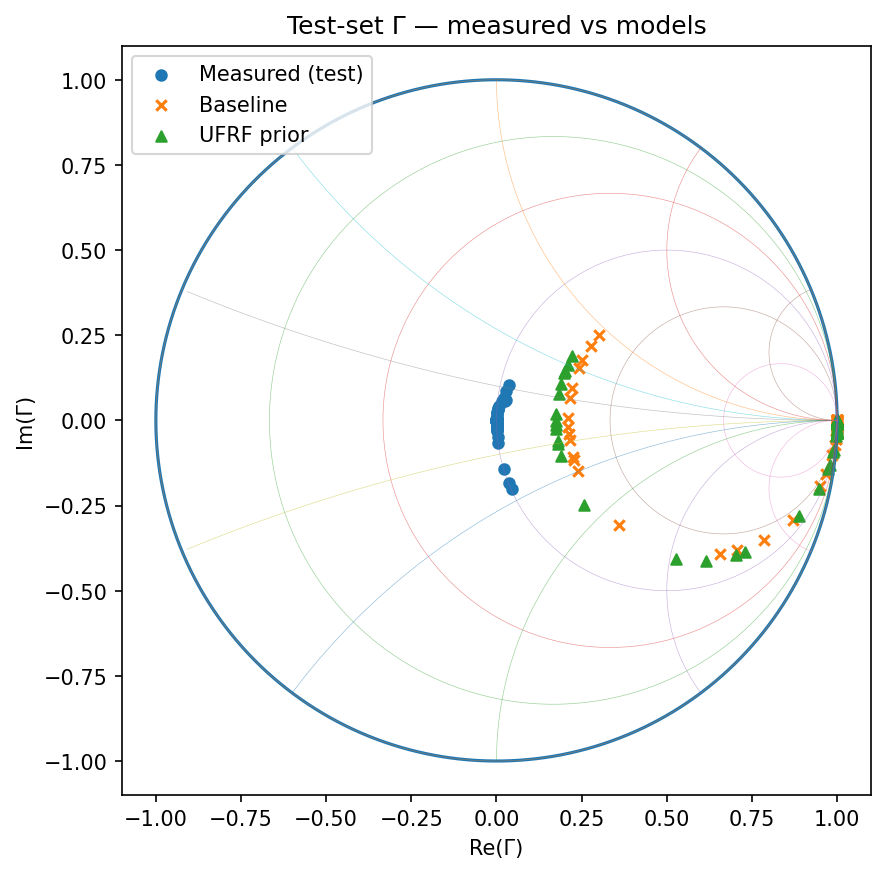 Test-set Γ — measured vs models
Measured (test)
Baseline
UFRF prior
1.00
0.75
0.50
0.25
0.00
−0.25
−0.50
−0.75
−1.00
Im(Γ)
−1.00 −0.75 −0.50 −0.25 0.00 0.25 0.50 0.75 1.00
Re(Γ)